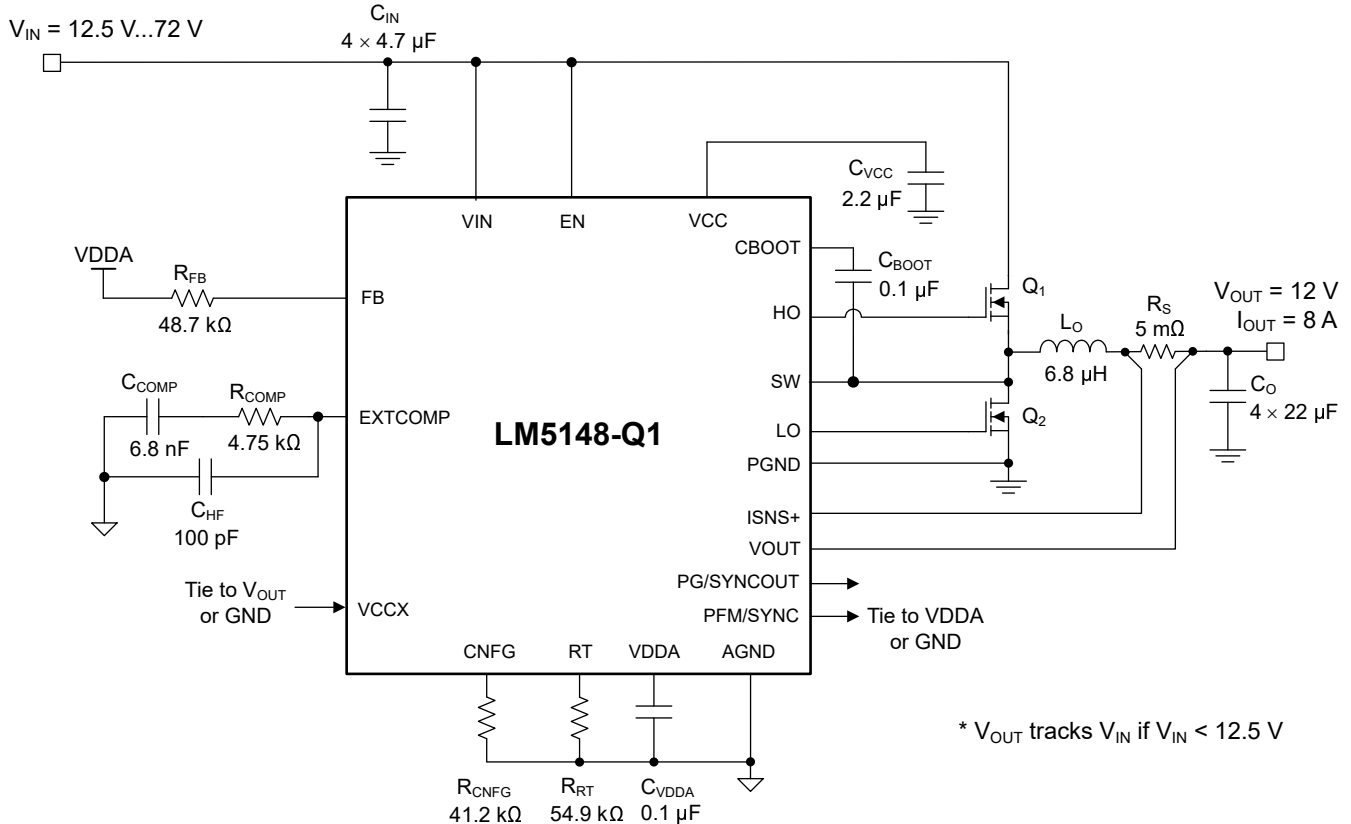 V_IN = 12.5 V...72 V
C_IN
4 × 4.7 µF
C_VCC
2.2 µF
VIN
EN
VCC
VDDA
R_FB
48.7 kΩ
FB
CBOOT
C_BOOT
0.1 µF
HO
Q_1
V_OUT = 12 V
I_OUT = 8 A
L_O
6.8 µH
R_S
5 mΩ
SW
C_O
4 × 22 µF
C_COMP
6.8 nF
R_COMP
4.75 kΩ
EXTCOMP
C_HF
100 pF
LM5148-Q1
LO
Q_2
PGND
ISNS+
VOUT
PG/SYNCOUT
PFM/SYNC
Tie to VDDA
or GND
Tie to V_OUT
or GND
VCCX
CNFG
RT
VDDA
AGND
R_CNFG
41.2 kΩ
R_RT
54.9 kΩ
C_VDDA
0.1 µF
* V_OUT tracks V_IN if V_IN < 12.5 V